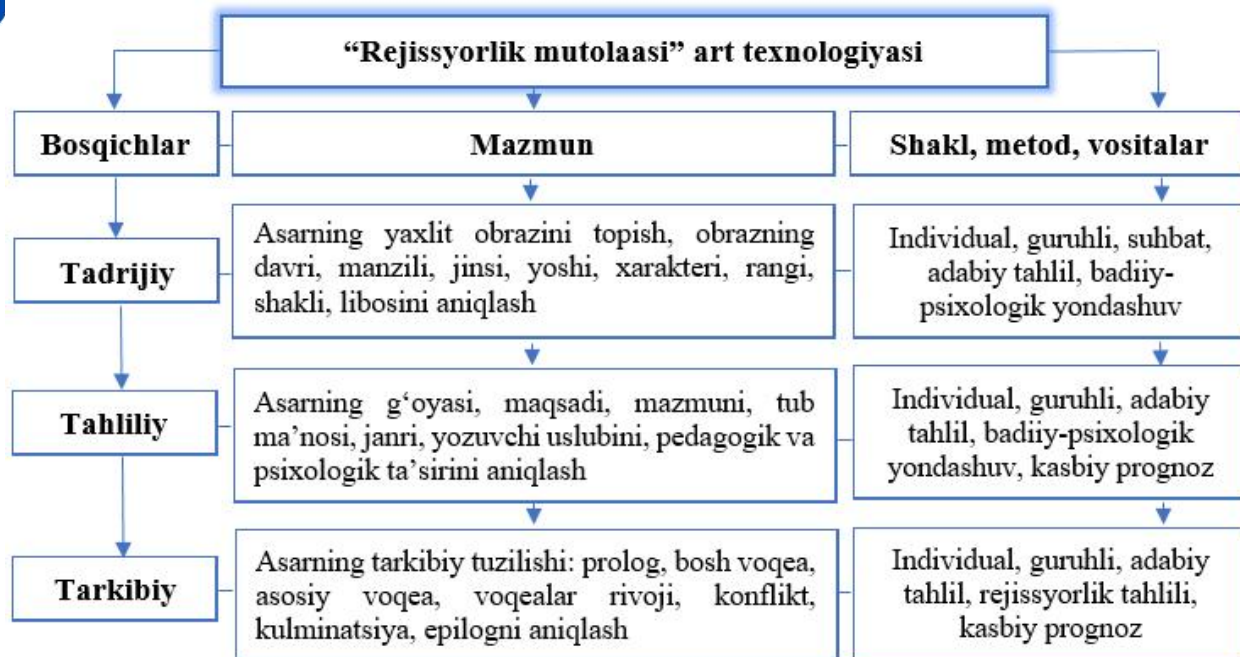 “Rejissyorlik mutolaasi” art texnologiyasi
Bosqichlar
Mazmun
Shakl, metod, vositalar
Tadrijiy
Asarning yaxlit obrazini topish, obrazning
davri, manzili, jinsi, yoshi, xarakteri, rangi,
shakli, libosini aniqlash
Individual, guruhli, suhbat,
adabiy tahlil, badiiy-
psixologik yondashuv
Tahliliy
Asarning g‘oyasi, maqsadi, mazmuni, tub
ma’nosi, janri, yozuvchi uslubini, pedagogik va
psixologik ta’sirini aniqlash
Individual, guruhli, adabiy
tahlil, badiiy-psixologik
yondashuv, kasbiy prognoz
Tarkibiy
Asarning tarkibiy tuzilishi: prolog, bosh voqea,
asosiy voqea, voqealar rivoji, konflikt,
kulminatsiya, epilogni aniqlash
Individual, guruhli, adabiy
tahlil, rejissyorlik tahlili,
kasbiy prognoz